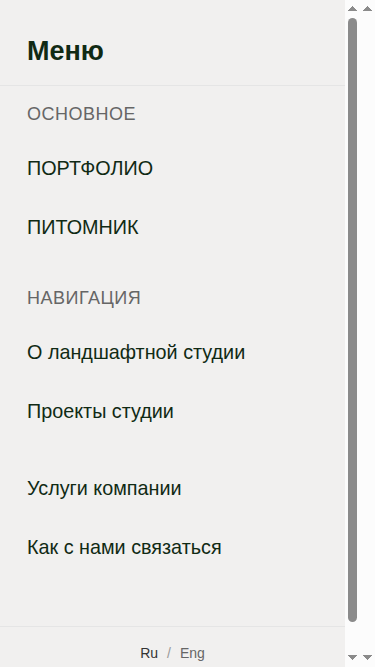 Меню
ОСНОВНОЕ
ПОРТФОЛИО
ПИТОМНИК
НАВИГАЦИЯ
О ландшафтной студии
Проекты студии
Услуги компании
Как с нами связаться
Ru / Eng